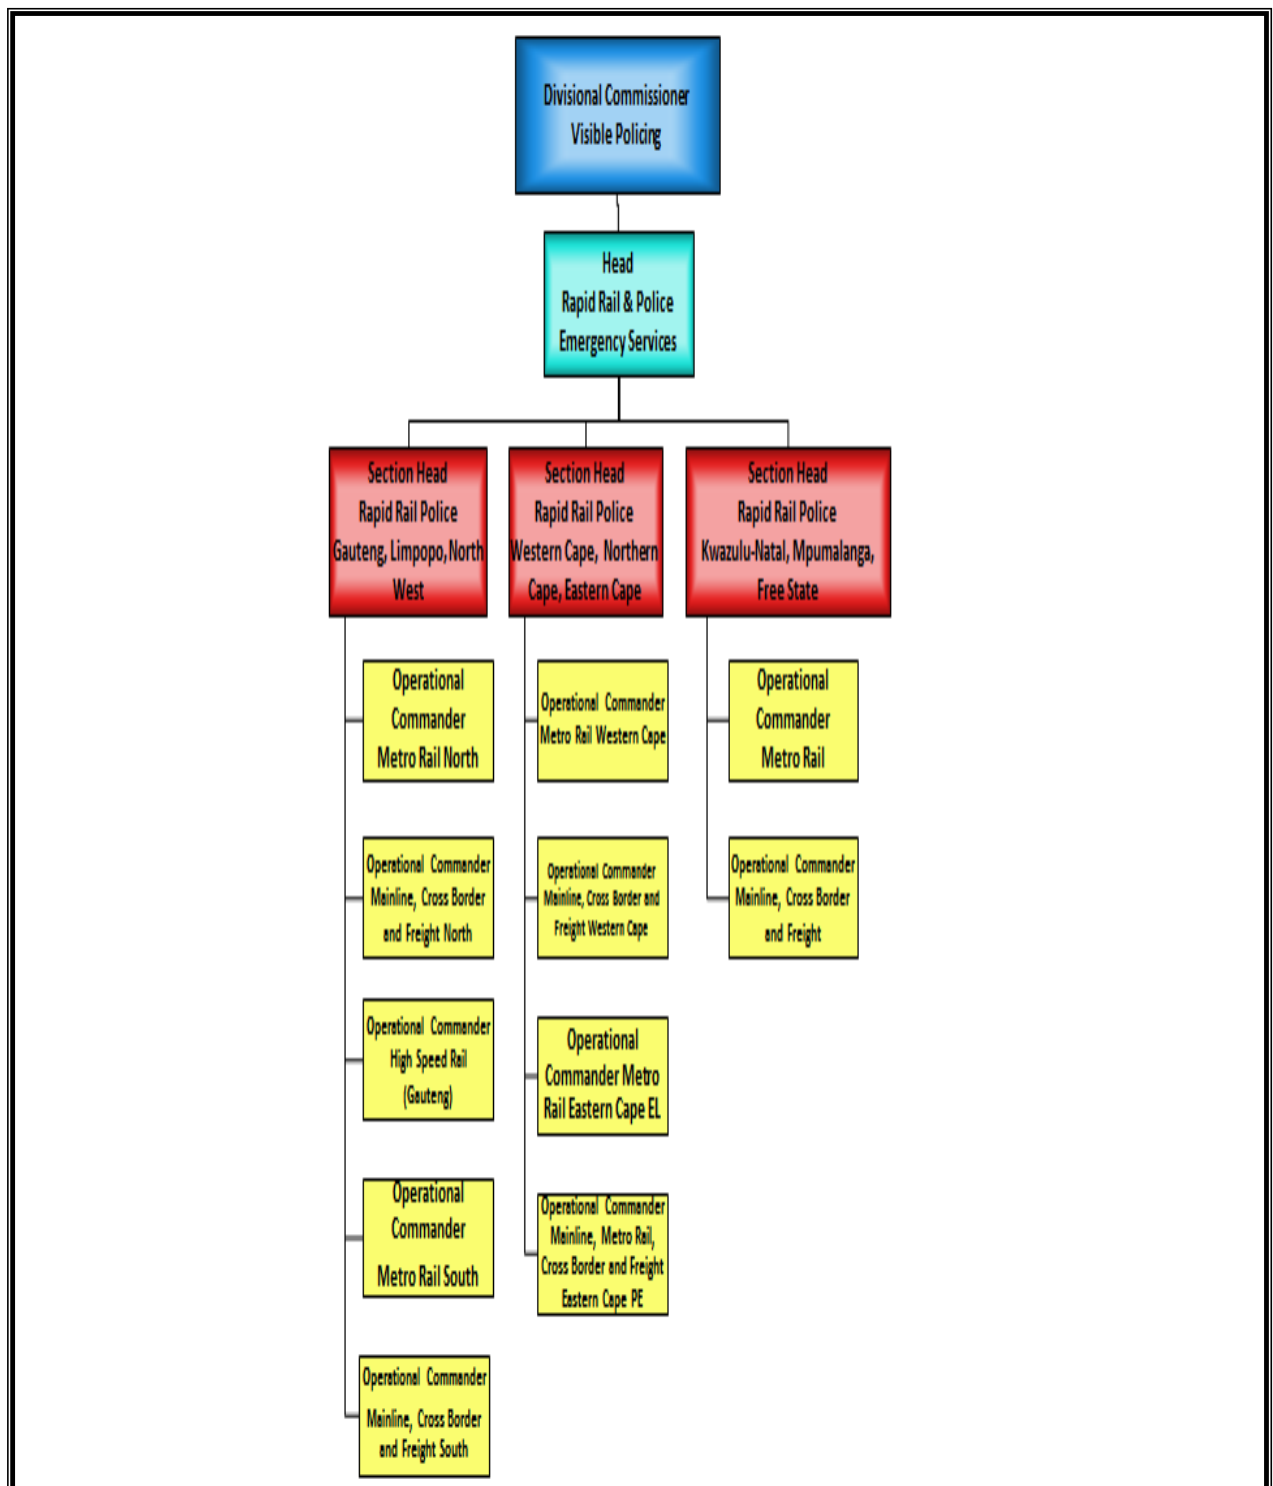 Divisional Commissioner
Visible Policing
Head
Rapid Rail & Police
Emergency Services
Section Head
Rapid Rail Police
Gauteng, Limpopo, North
West
Section Head
Rapid Rail Police
Western Cape, Northern
Cape, Eastern Cape
Section Head
Rapid Rail Police
Kwazulu-Natal, Mpumalanga,
Free State
Operational
Commander
Metro Rail North
Operational Commander
Mainline, Cross Border
and Freight North
Operational Commander
High Speed Rail
(Gauteng)
Operational
Commander
Metro Rail South
Operational Commander
Mainline, Cross Border
and Freight South
Operational Commander
Metro Rail Western Cape
Operational Commander
Mainline, Cross Border and
Freight Western Cape
Operational
Commander Metro
Rail Eastern Cape EL
Operational Commander
Mainline, Metro Rail,
Cross Border and Freight
Eastern Cape PE
Operational
Commander
Metro Rail
Operational Commander
Mainline, Cross Border
and Freight